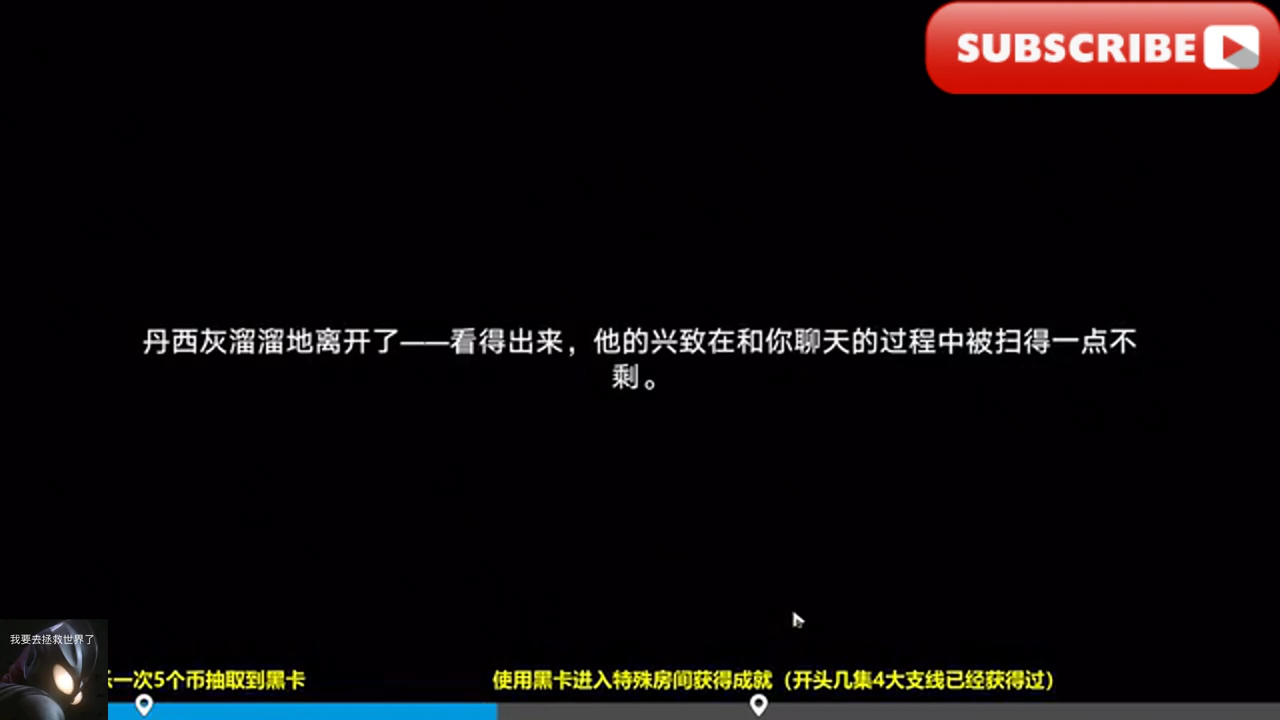 SUBSCRIBE
丹西灰溜溜地离开了——看得出来，他的兴致在和你聊天的过程中被扫得一点不
剩。
我要去拯救世界了
一次5个币抽取到黑卡
使用黑卡进入特殊房间获得成就（开头几集4大支线已经获得过）